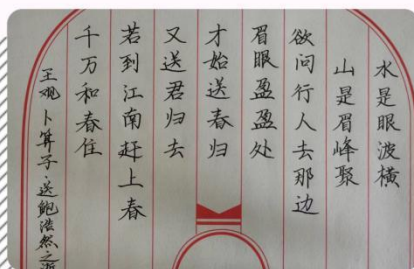 水是眼波横
山是眉峰聚
欲问行人去那边
眉眼盈盈处
才始送春归
又送君归去
若到江南赶上春
千万和春住
王观卜算子·送鲍浩然之浙